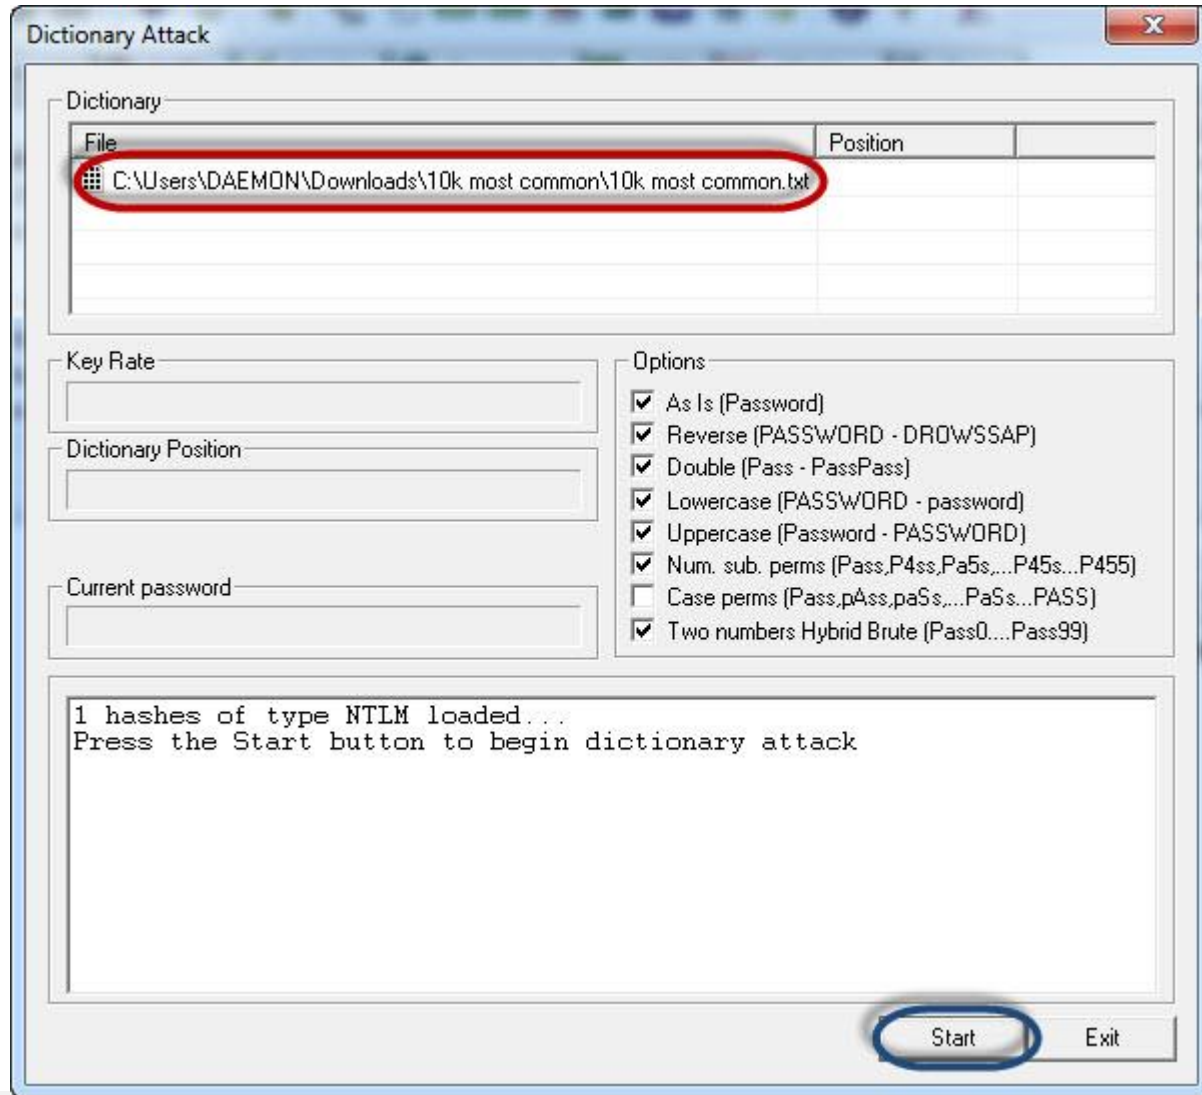 Dictionary Attack
Dictionary
File Position
C:\Users\DAEMON\Downloads\10k most common\10k most common.txt
Key Rate
Dictionary Position
Current password
Options
As Is (Password)
Reverse (PASSWORD - DROWSSAP)
Double (Pass - PassPass)
Lowercase (PASSWORD - password)
Uppercase (Password - PASSWORD)
Num. sub. perms (Pass,P4ss,Pa5s,...P45s...P455)
Case perms (Pass,pAss,paSs,...PaSs...PASS)
Two numbers Hybrid Brute (Pass0....Pass99)
1 hashes of type NTLM loaded...
Press the Start button to begin dictionary attack
Start Exit